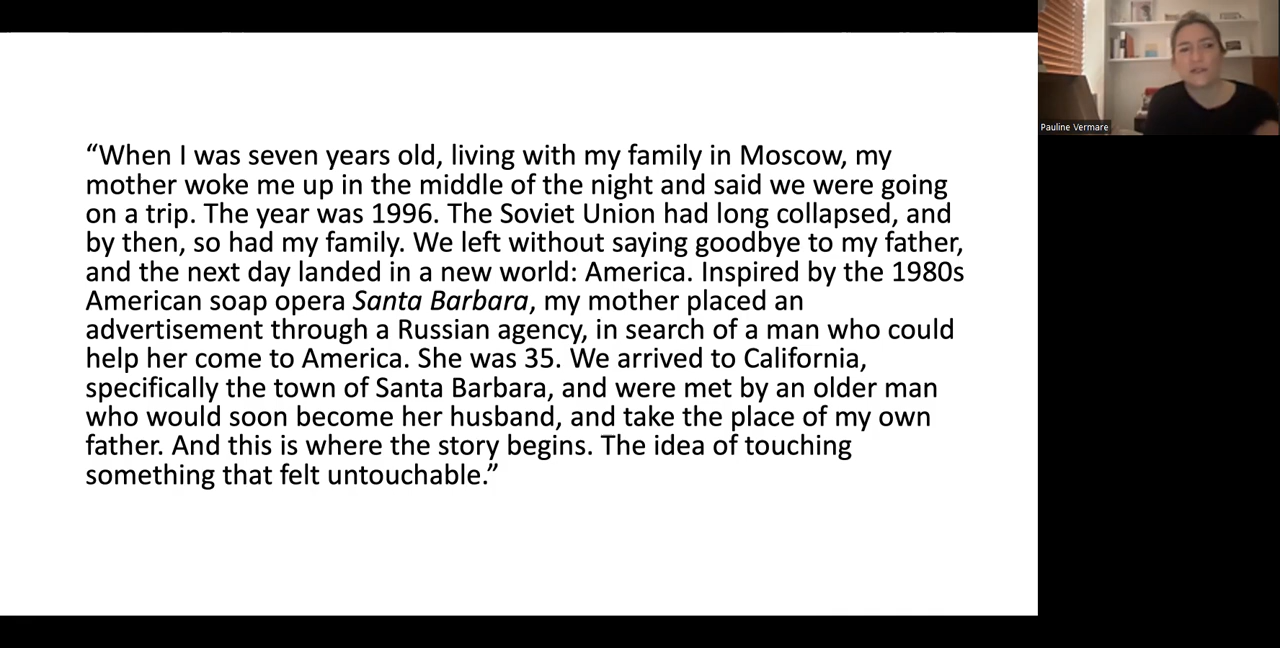 “When I was seven years old, living with my family in Moscow, my
mother woke me up in the middle of the night and said we were going
on a trip. The year was 1996. The Soviet Union had long collapsed, and
by then, so had my family. We left without saying goodbye to my father,
and the next day landed in a new world: America. Inspired by the 1980s
American soap opera Santa Barbara, my mother placed an
advertisement through a Russian agency, in search of a man who could
help her come to America. She was 35. We arrived to California,
specifically the town of Santa Barbara, and were met by an older man
who would soon become her husband, and take the place of my own
father. And this is where the story begins. The idea of touching
something that felt untouchable.”
Pauline Vermare